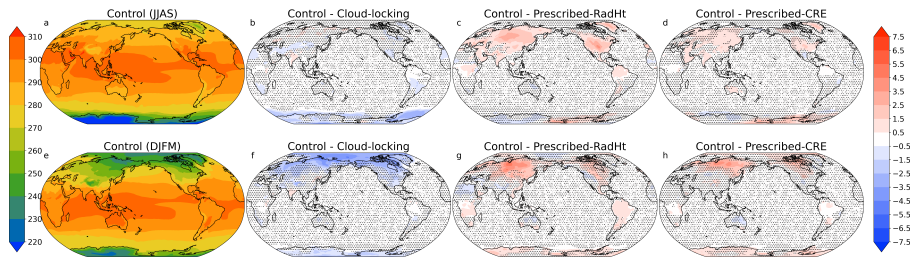 Control (JJAS)
Control - Cloud-locking
Control - Prescribed-RadHt
Control - Prescribed-CRE
a
b
c
d
310
300
290
280
270
260
250
240
230
220
7.5
6.5
5.5
4.5
3.5
2.5
1.5
0.5
−0.5
−1.5
−2.5
−3.5
−4.5
−5.5
−6.5
−7.5
Control (DJFM)
Control - Cloud-locking
Control - Prescribed-RadHt
Control - Prescribed-CRE
e
f
g
h